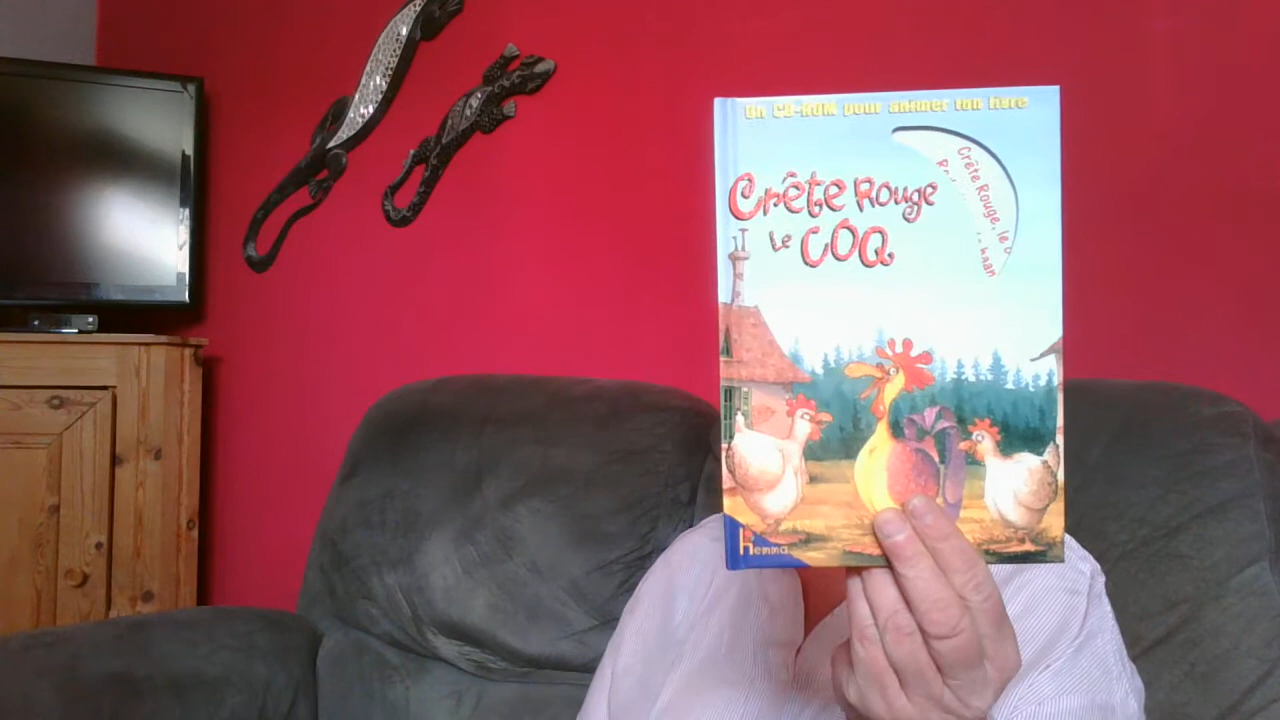 Un CD-ROM pour animer ton livre
Crête Rouge
le COQ
Crête Rouge, le
Hemma